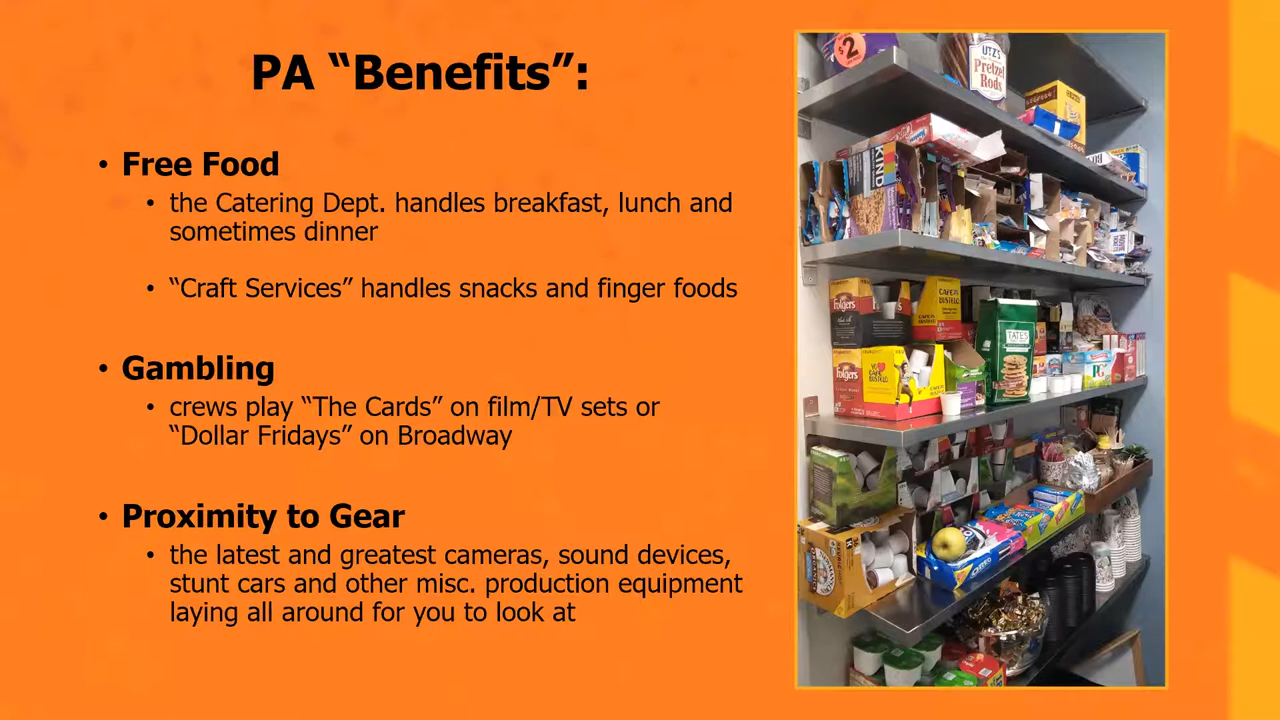 PA “Benefits”:
• Free Food
• the Catering Dept. handles breakfast, lunch and
sometimes dinner
• “Craft Services” handles snacks and finger foods
• Gambling
• crews play “The Cards” on film/TV sets or
“Dollar Fridays” on Broadway
• Proximity to Gear
• the latest and greatest cameras, sound devices,
stunt cars and other misc. production equipment
laying all around for you to look at
$2
UTZ'S
Pretzel
Rods
KIND
Folgers
CAFE
BUSTELO
TATE'S
Folgers
CAFÉ
BUSTELO
PG
OREO